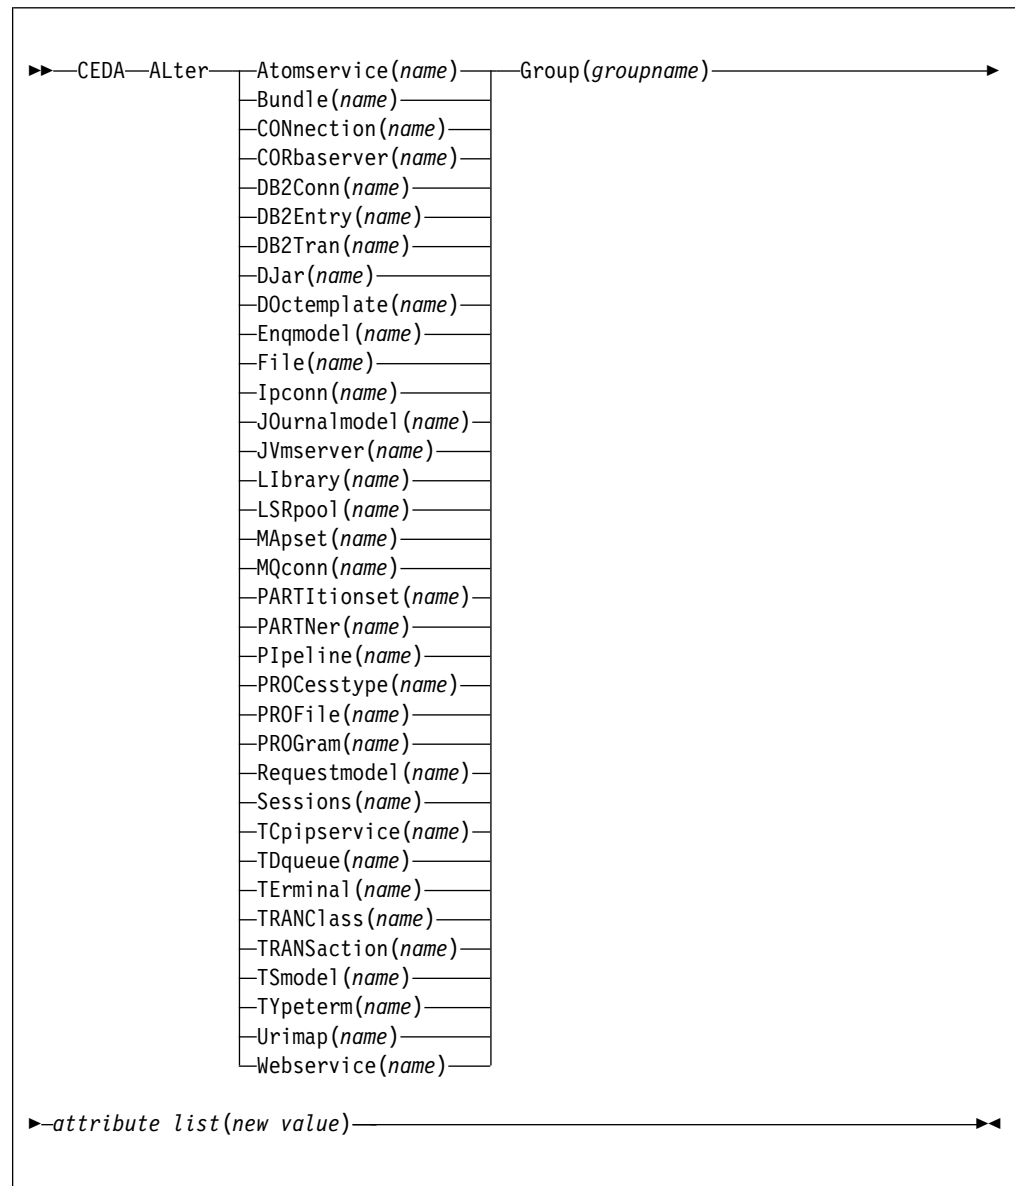 CEDA ALter Atomservice(name) Group(groupname)
Bundle(name)
CONnection(name)
CORbaserver(name)
DB2Conn(name)
DB2Entry(name)
DB2Tran(name)
DJar(name)
DOctemplate(name)
Enqmodel(name)
File(name)
Ipconn(name)
JOurnalmodel(name)
JVmserver(name)
LIbrary(name)
LSRpool(name)
MApset(name)
MQconn(name)
PARTItionset(name)
PARTNer(name)
PIpeline(name)
PROCesstype(name)
PROFile(name)
PROGram(name)
Requestmodel(name)
Sessions(name)
TCpipservice(name)
TDqueue(name)
TErminal(name)
TRANClass(name)
TRANSaction(name)
TSmodel(name)
TYpeterm(name)
Urimap(name)
Webservice(name)
attribute list(new value)